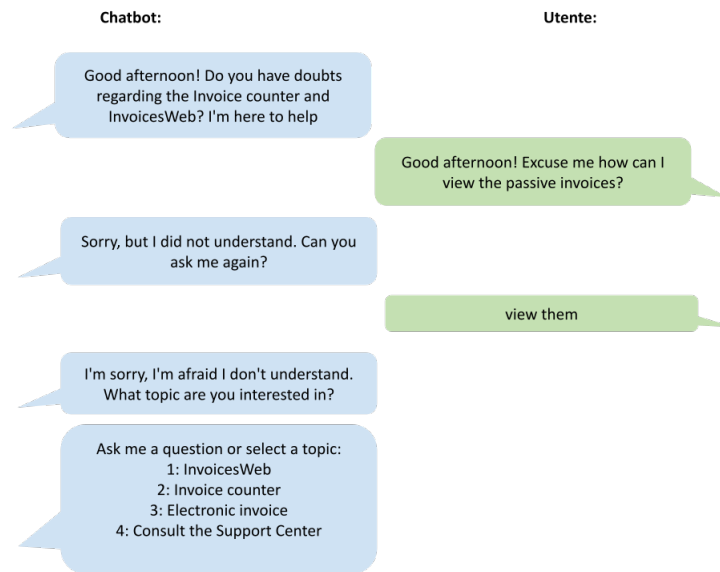 Chatbot:
Utente:
Good afternoon! Do you have doubts
regarding the Invoice counter and
InvoicesWeb? I'm here to help
Good afternoon! Excuse me how can I
view the passive invoices?
Sorry, but I did not understand. Can you
ask me again?
view them
I'm sorry, I'm afraid I don't understand.
What topic are you interested in?
Ask me a question or select a topic:
1: InvoicesWeb
2: Invoice counter
3: Electronic invoice
4: Consult the Support Center